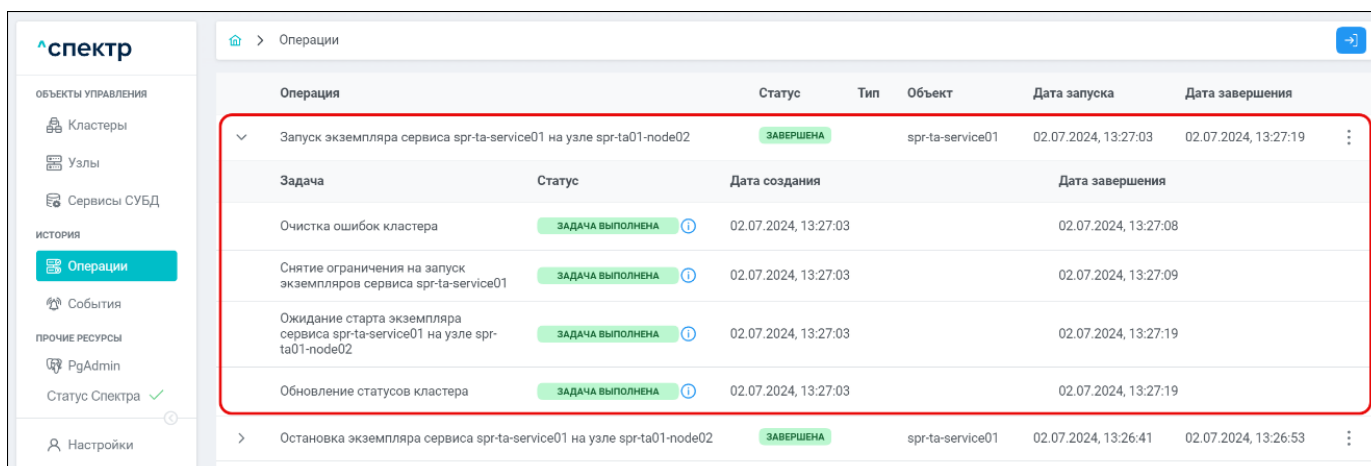 ^спектр
ОБЪЕКТЫ УПРАВЛЕНИЯ
Кластеры
Узлы
Сервисы СУБД
ИСТОРИЯ
Операции
События
ПРОЧИЕ РЕСУРСЫ
PgAdmin
Статус Спектра
Настройки
> Операции
Операция Статус Тип Объект Дата запуска Дата завершения
Запуск экземпляра сервиса spr-ta-service01 на узле spr-ta01-node02 ЗАВЕРШЕНА spr-ta-service01 02.07.2024, 13:27:03 02.07.2024, 13:27:19
Задача Статус Дата создания Дата завершения
Очистка ошибок кластера ЗАДАЧА ВЫПОЛНЕНА 02.07.2024, 13:27:03 02.07.2024, 13:27:08
Снятие ограничения на запуск
экземпляров сервиса spr-ta-service01 ЗАДАЧА ВЫПОЛНЕНА 02.07.2024, 13:27:03 02.07.2024, 13:27:09
Ожидание старта экземпляра
сервиса spr-ta-service01 на узле spr-
ta01-node02 ЗАДАЧА ВЫПОЛНЕНА 02.07.2024, 13:27:03 02.07.2024, 13:27:19
Обновление статусов кластера ЗАДАЧА ВЫПОЛНЕНА 02.07.2024, 13:27:03 02.07.2024, 13:27:19
Остановка экземпляра сервиса spr-ta-service01 на узле spr-ta01-node02 ЗАВЕРШЕНА spr-ta-service01 02.07.2024, 13:26:41 02.07.2024, 13:26:53